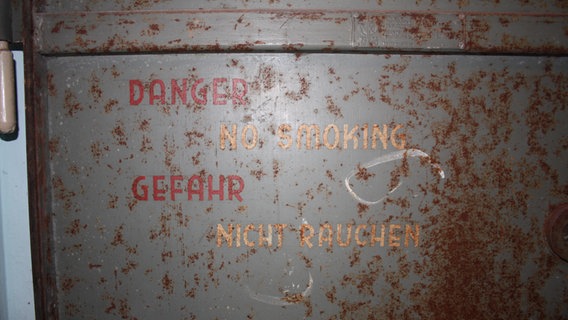 DANGER
NO SMOKING
GEFAHR
NICHT RAUCHEN